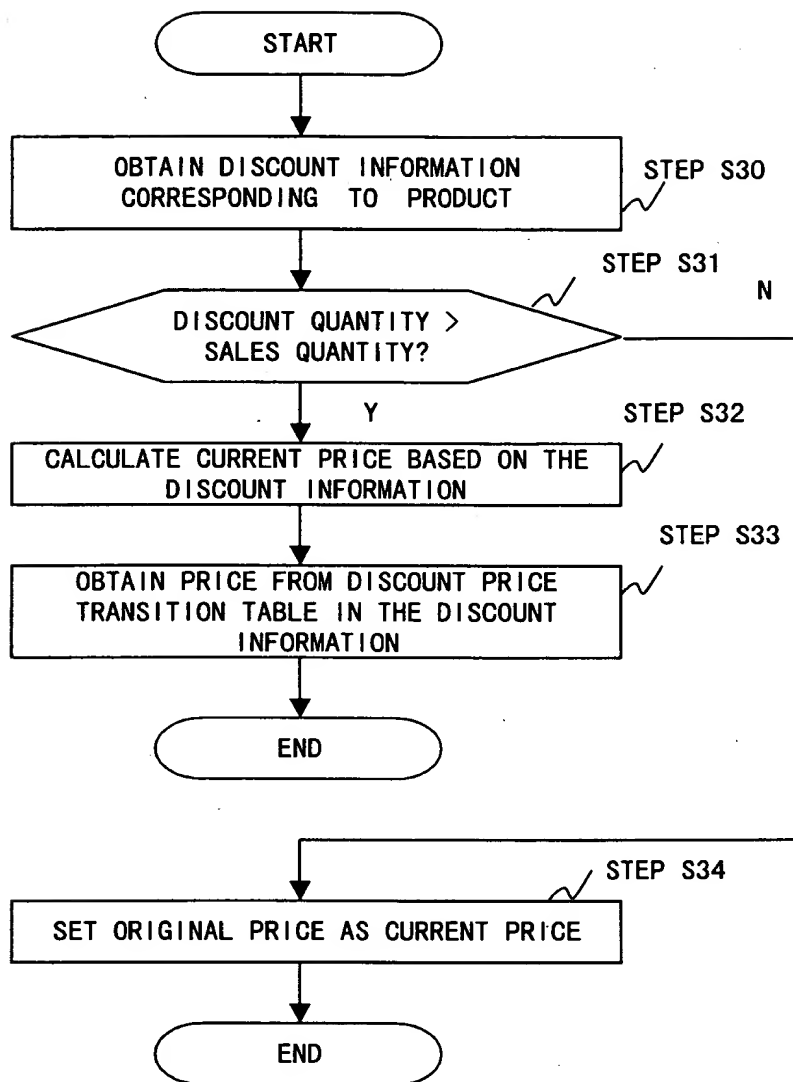 START
OBTAIN DISCOUNT INFORMATION
CORRESPONDING TO PRODUCT
STEP S30
STEP S31
N
DISCOUNT QUANTITY >
SALES QUANTITY?
Y
STEP S32
CALCULATE CURRENT PRICE BASED ON THE
DISCOUNT INFORMATION
STEP S33
OBTAIN PRICE FROM DISCOUNT PRICE
TRANSITION TABLE IN THE DISCOUNT
INFORMATION
END
STEP S34
SET ORIGINAL PRICE AS CURRENT PRICE
END